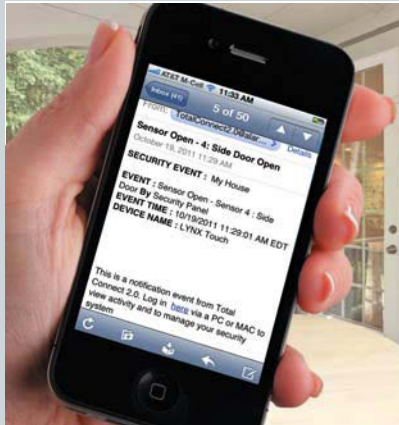 AT&T M-Cell 11:33 AM
Inbox (41) 5 of 50
From: TotalConnect2.0@alar... Details
Sensor Open - 4: Side Door Open
October 19, 2011 11:29 AM
SECURITY EVENT : My House
EVENT : Sensor Open - Sensor 4 : Side
Door By Security Panel
EVENT TIME : 10/19/2011 11:29:01 AM EDT
DEVICE NAME : LYNX Touch
This is a notification event from Total
Connect 2.0. Log in here via a PC or MAC to
view activity and to manage your security
system